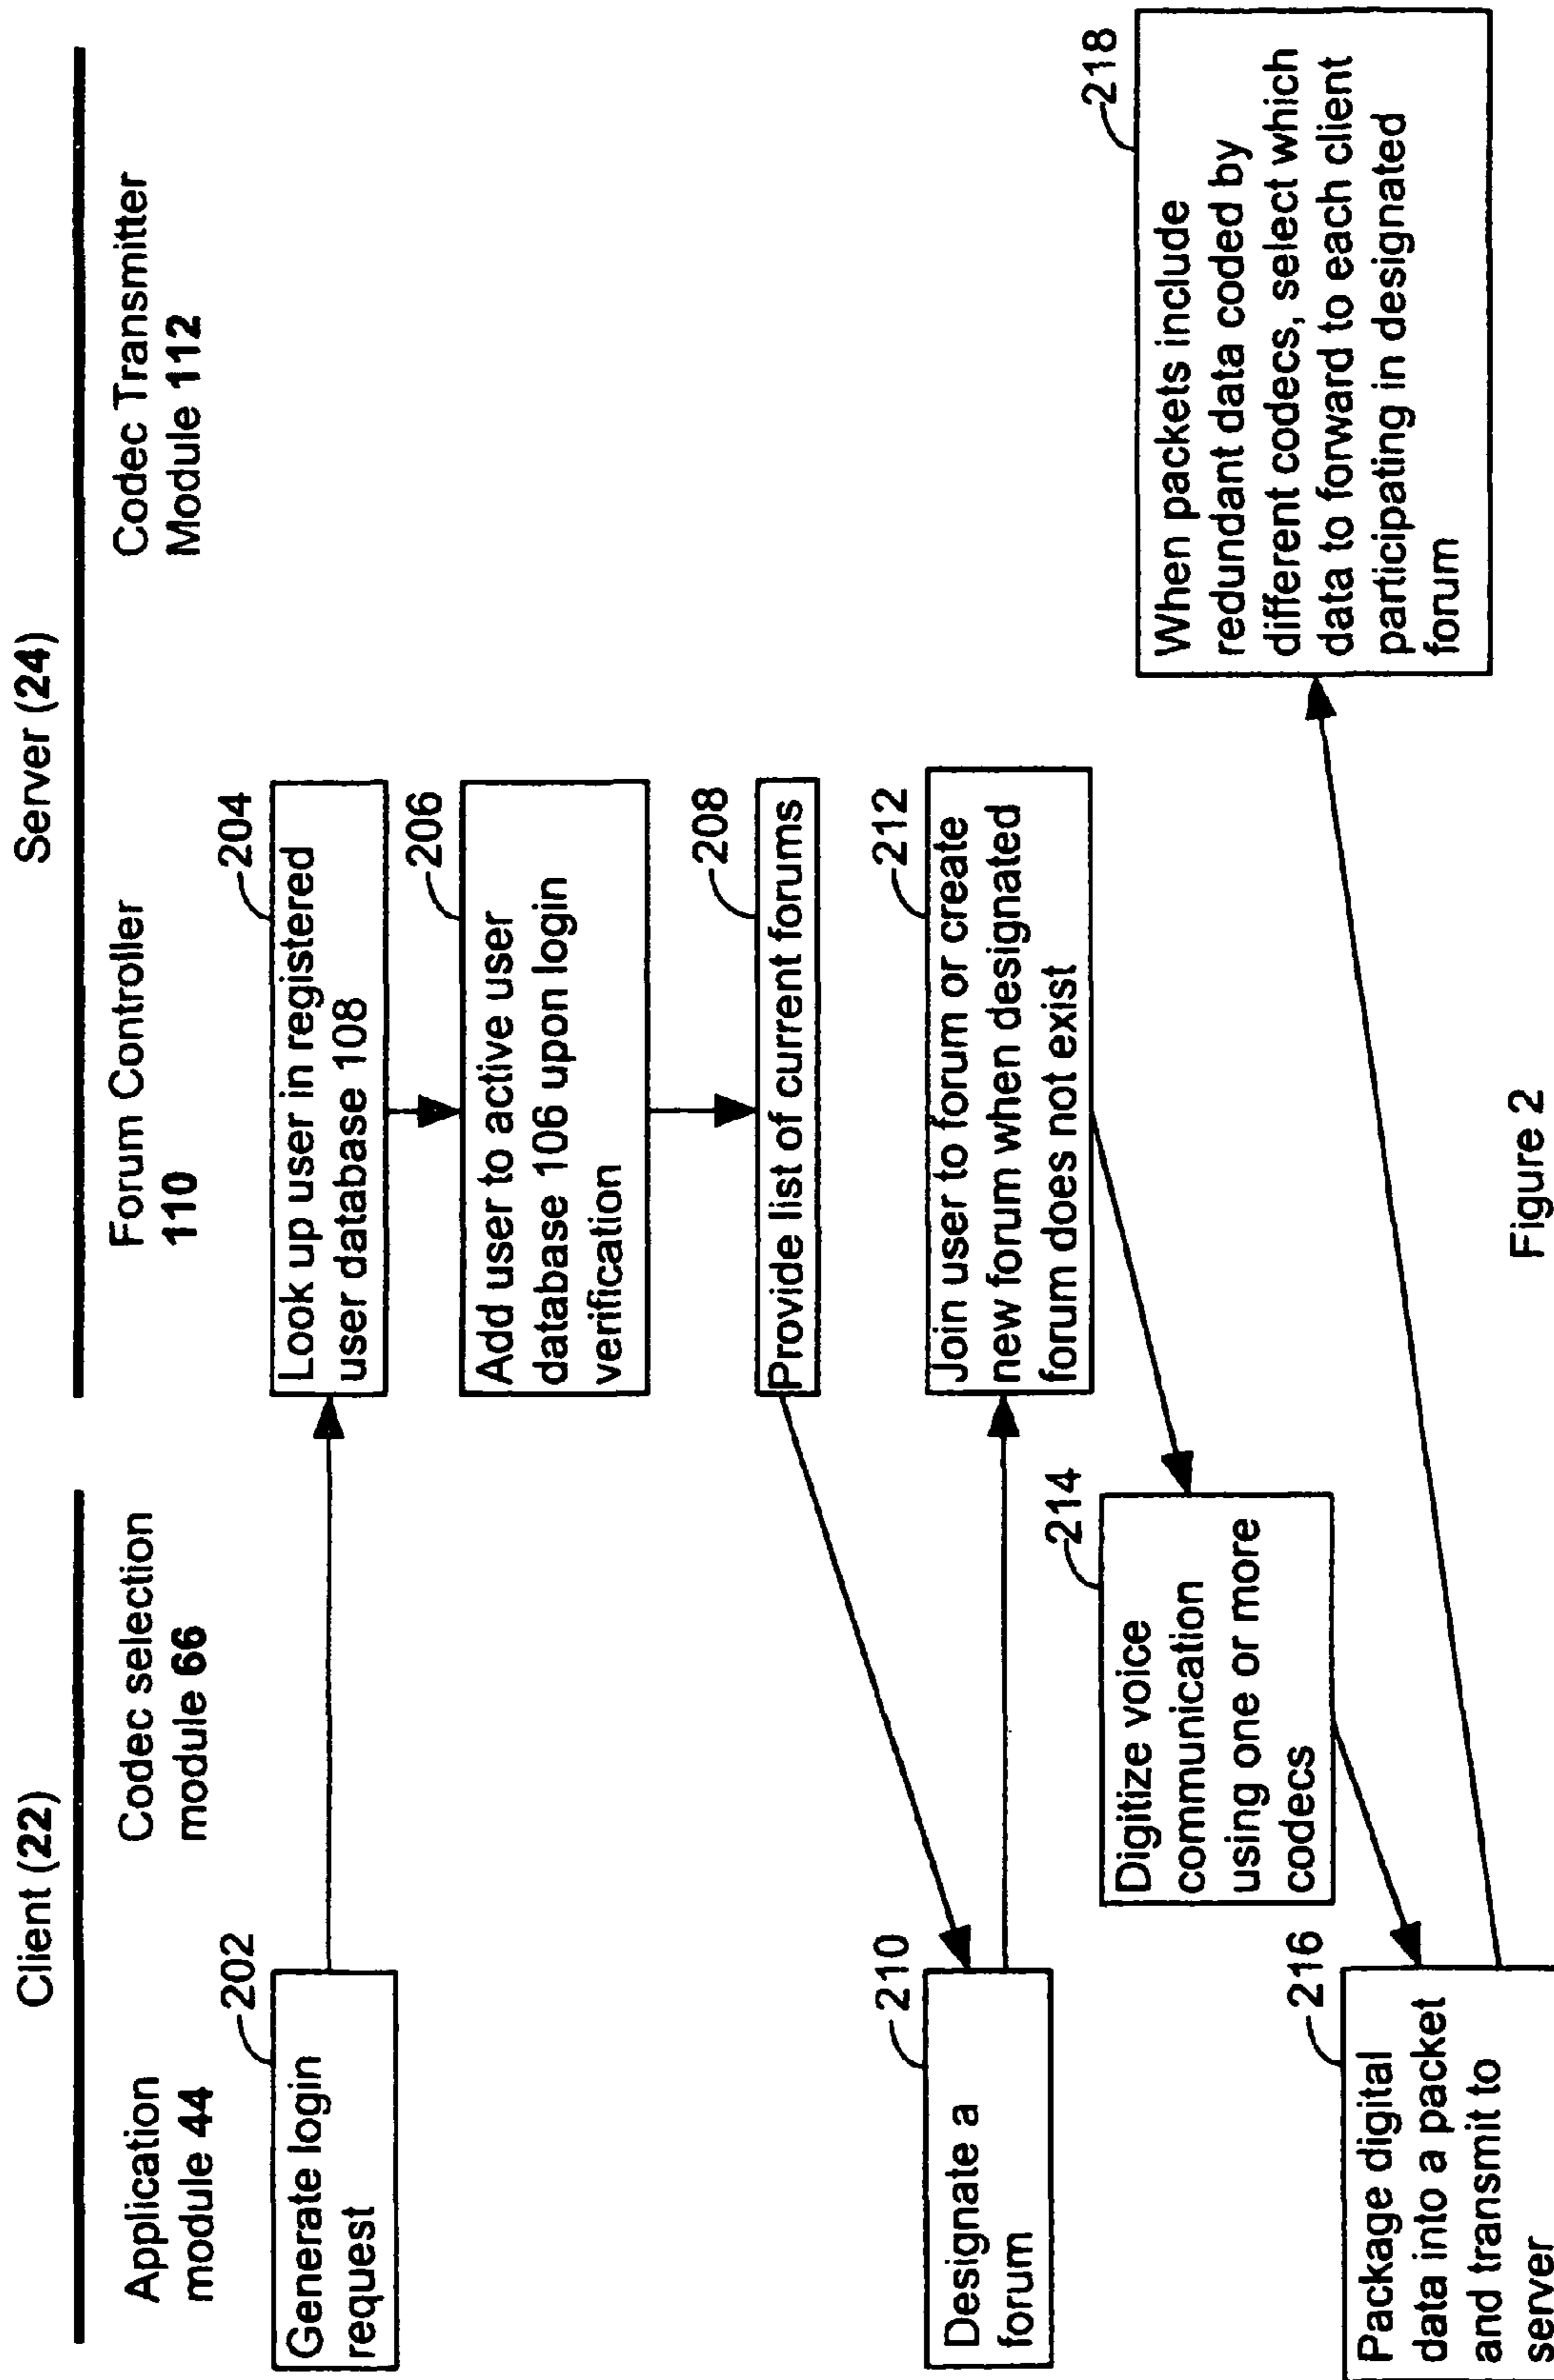 Client (22)
Server (24)
Application
module 44
Codec selection
module 66
Forum Controller
110
Codec Transmitter
Module 112
202
Generate login
request
204
Look up user in registered
user database 108
206
Add user to active user
database 106 upon login
verification
208
Provide list of current forums
210
Designate a
forum
212
Join user to forum or create
new forum when designated
forum does not exist
214
Digitize voice
communication
using one or more
codecs
216
Package digital
data into a packet
and transmit to
server
218
When packets include
redundant data coded by
different codecs, select which
data to forward to each client
participating in designated
forum
Figure 2